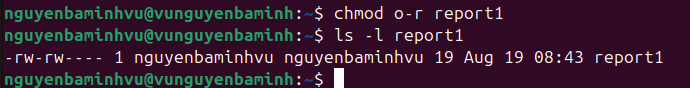 nguyenbaminhvu@vunguyenbaminh:~$ chmod o-r report1
nguyenbaminhvu@vunguyenbaminh:~$ ls -l report1
-rw-rw---- 1 nguyenbaminhvu nguyenbaminhvu 19 Aug 19 08:43 report1
nguyenbaminhvu@vunguyenbaminh:~$